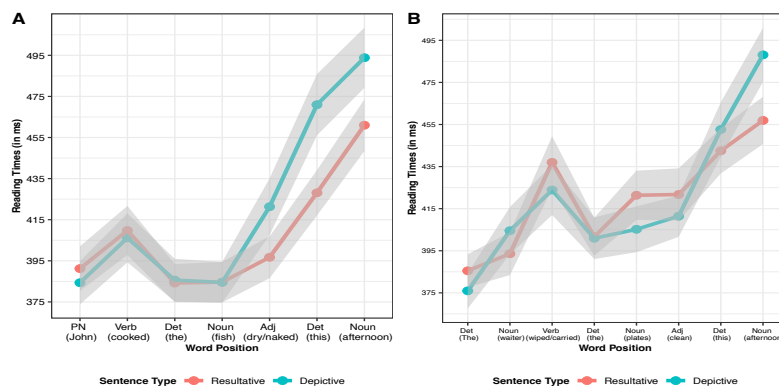 A
Reading Times (in ms)
495
475
455
435
415
395
375
PN (John)
Verb (cooked)
Det (the)
Noun (fish)
Adj (dry/naked)
Det (this)
Noun (afternoon)
Word Position
Sentence Type Resultative Depictive
B
Reading Times (in ms)
495
475
455
435
415
395
375
Det (The)
Noun (waiter)
Verb (wiped/carried)
Det (the)
Noun (plates)
Adj (clean)
Det (this)
Noun (afternoon)
Word Position
Sentence Type Resultative Depictive